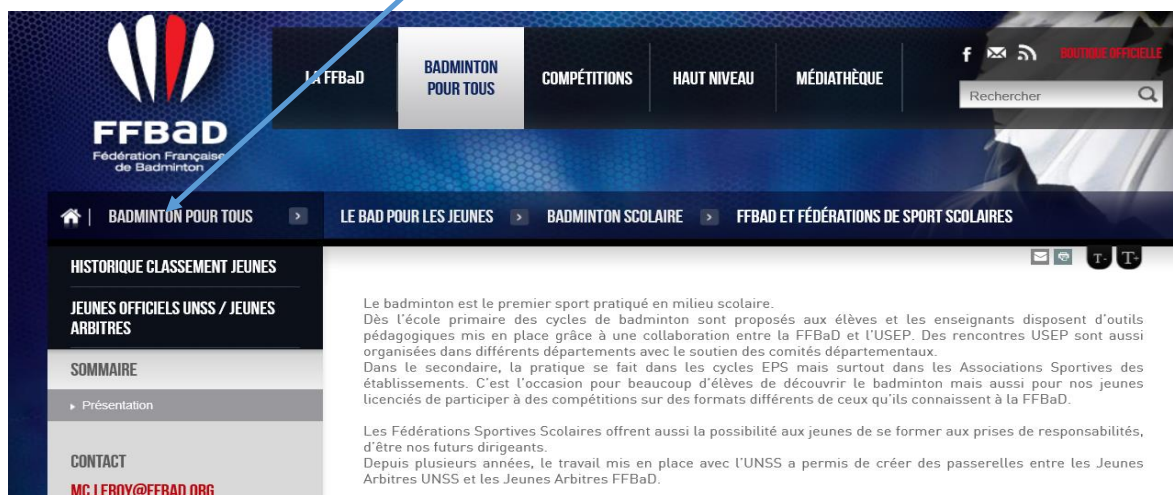 LA FFBaD
BADMINTON
POUR TOUS
COMPÉTITIONS
HAUT NIVEAU
MÉDIATHÈQUE
BOUTIQUE OFFICIELLE
Rechercher
FFBaD
Fédération Française
de Badminton
BADMINTON POUR TOUS
LE BAD POUR LES JEUNES
BADMINTON SCOLAIRE
FFBAD ET FÉDÉRATIONS DE SPORT SCOLAIRES
HISTORIQUE CLASSEMENT JEUNES
JEUNES OFFICIELS UNSS / JEUNES
ARBITRES
SOMMAIRE
Présentation
CONTACT
MC.LEROY@FFBAD.ORG
T- T+
Le badminton est le premier sport pratiqué en milieu scolaire.
Dès l'école primaire des cycles de badminton sont proposés aux élèves et les enseignants disposent d'outils
pédagogiques mis en place grâce à une collaboration entre la FFBaD et l'USEP. Des rencontres USEP sont aussi
organisées dans différents départements avec le soutien des comités départementaux.
Dans le secondaire, la pratique se fait dans les cycles EPS mais surtout dans les Associations Sportives des
établissements. C'est l'occasion pour beaucoup d'élèves de découvrir le badminton mais aussi pour nos jeunes
licenciés de participer à des compétitions sur des formats différents de ceux qu'ils connaissent à la FFBaD.
Les Fédérations Sportives Scolaires offrent aussi la possibilité aux jeunes de se former aux prises de responsabilités,
d'être nos futurs dirigeants.
Depuis plusieurs années, le travail mis en place avec l'UNSS a permis de créer des passerelles entre les Jeunes
Arbitres UNSS et les Jeunes Arbitres FFBaD.